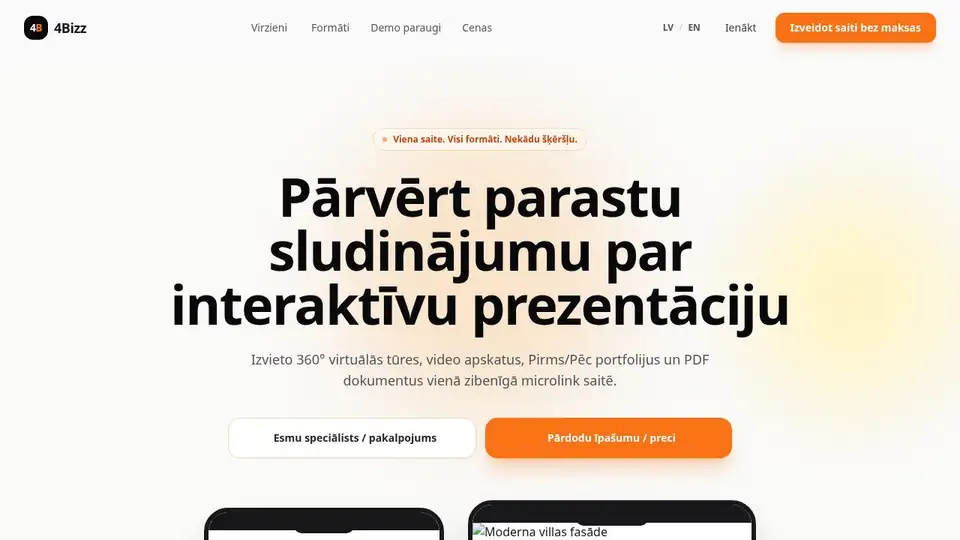 4B 4Bizz
Virzieni Formāti Demo paraugi Cenas
LV / EN Ienākt Izveidot saiti bez maksas
Viena saite. Visi formāti. Nekādu šķēršļu.
Pārvērt parastu
sludinājumu par
interaktīvu prezentāciju
Izvieto 360° virtuālās tūres, video apskatus, Pirms/Pēc portfolijus un PDF
dokumentus vienā zibenīgā microlink saitē.
Esmu speciālists / pakalpojums
Pārdodu īpašumu / preci
Moderna villas fasāde